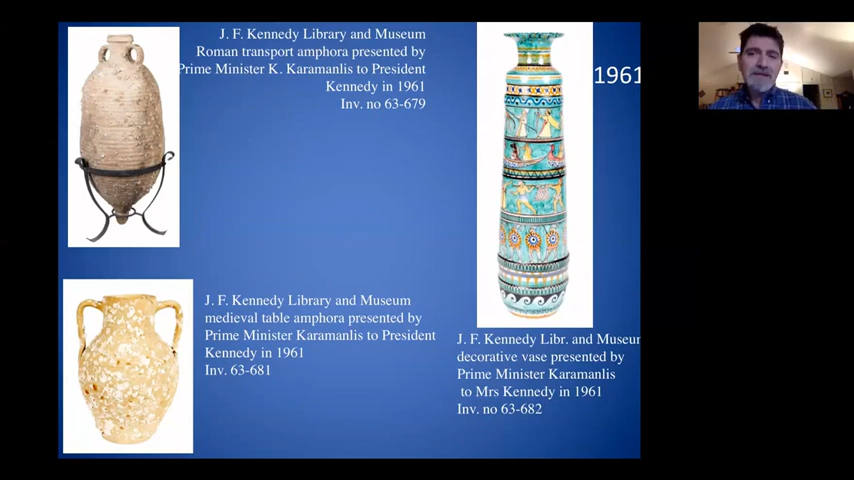 J. F. Kennedy Library and Museum
Roman transport amphora presented by
Prime Minister K. Karamanlis to President
Kennedy in 1961
Inv. no 63-679
1961
J. F. Kennedy Library and Museum
medieval table amphora presented by
Prime Minister Karamanlis to President
Kennedy in 1961
Inv. 63-681
J. F. Kennedy Libr. and Museum
decorative vase presented by
Prime Minister Karamanlis
to Mrs Kennedy in 1961
Inv. no 63-682